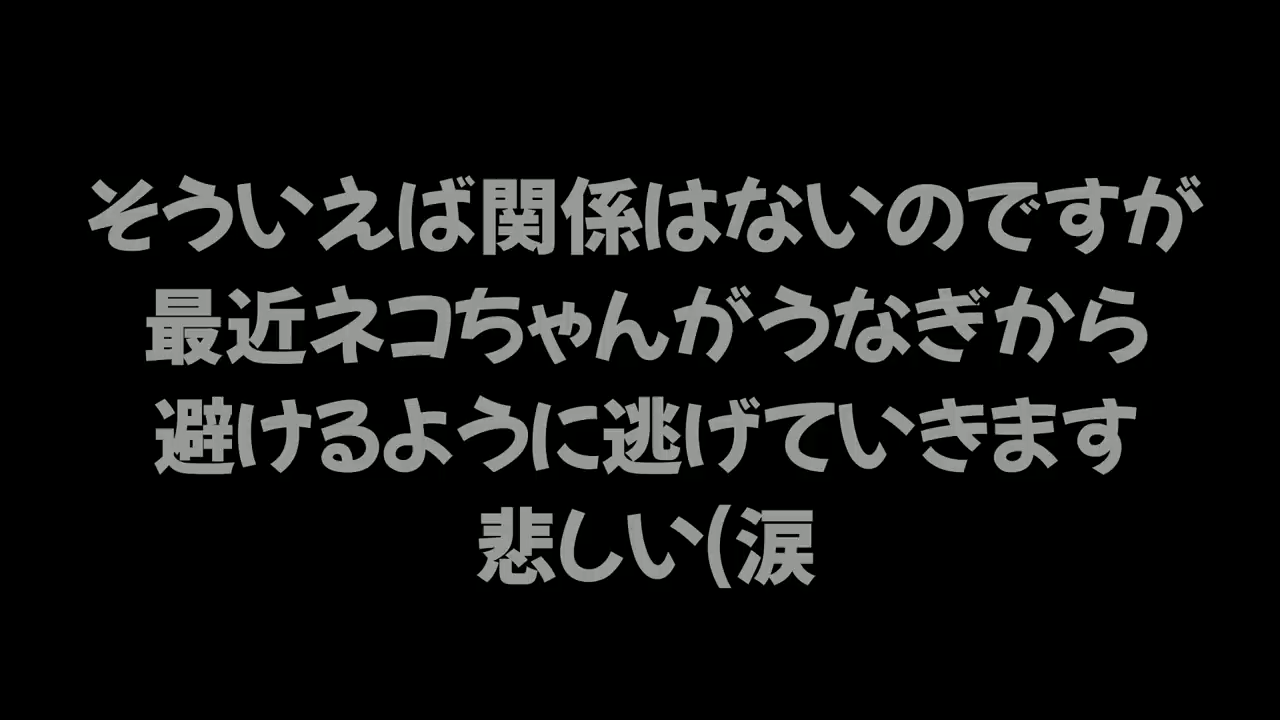 そういえば関係はないのですが
最近ネコちゃんがうなぎから
避けるように逃げていきます
悲しい(涙